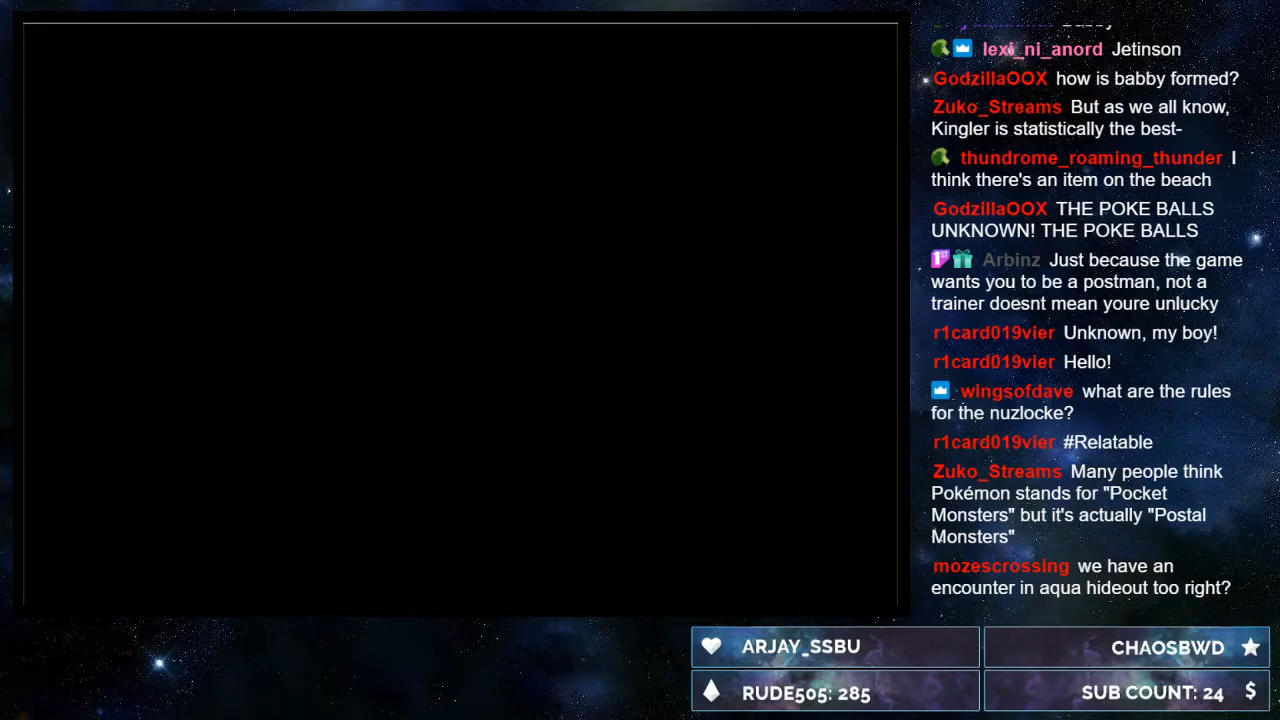 lexi_ni_anord Jetinson
GodzillaOOX how is babby formed?
Zuko_Streams But as we all know,
Kingler is statistically the best-
thundrome_roaming_thunder I
think there's an item on the beach
GodzillaOOX THE POKE BALLS
UNKNOWN! THE POKE BALLS
1ST Arbinz Just because the game
wants you to be a postman, not a
trainer doesnt mean youre unlucky
r1card019vier Unknown, my boy!
r1card019vier Hello!
wingsofdave what are the rules
for the nuzlocke?
r1card019vier #Relatable
Zuko_Streams Many people think
Pokémon stands for "Pocket
Monsters" but it's actually "Postal
Monsters"
mozescrossing we have an
encounter in aqua hideout too right?
ARJAY_SSBU
CHAOSBWD
RUDE505: 285
SUB COUNT: 24 $